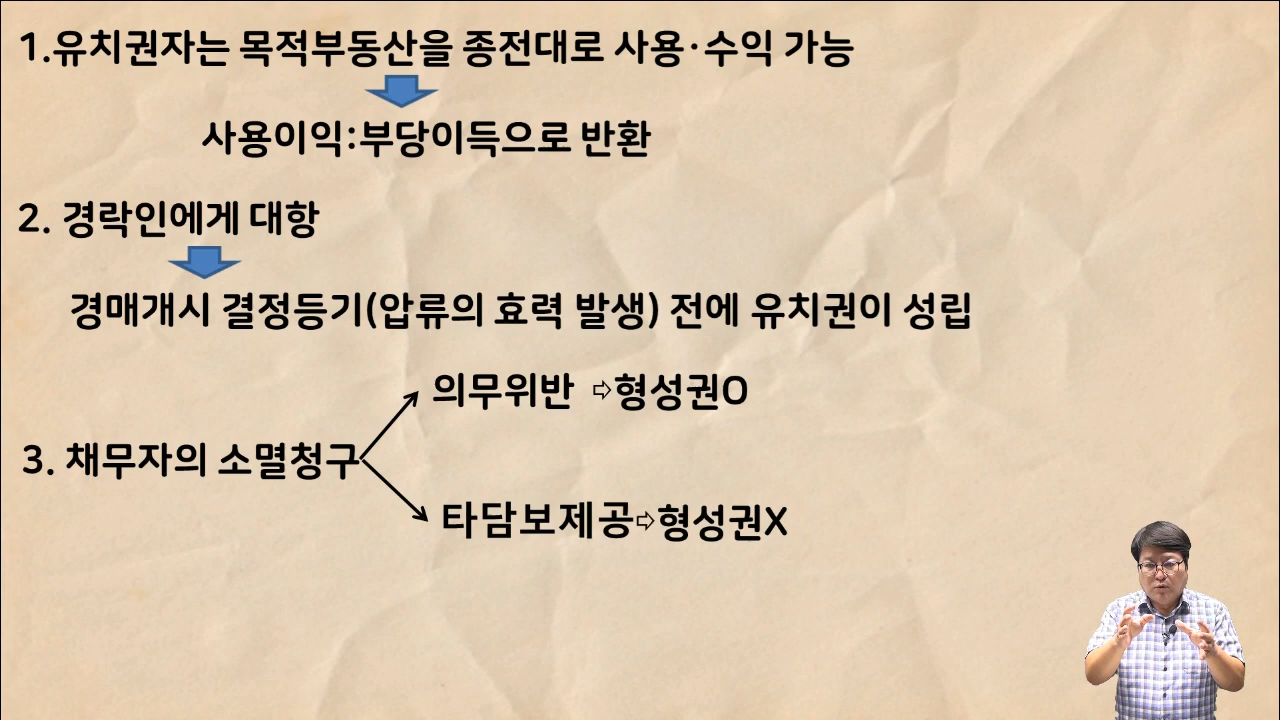 1.유치권자는 목적부동산을 종전대로 사용·수익 가능
사용이익:부당이득으로 반환
2. 경락인에게 대항
경매개시 결정등기(압류의 효력 발생) 전에 유치권이 성립
의무위반 ⇨형성권O
3. 채무자의 소멸청구
타담보제공⇨형성권X